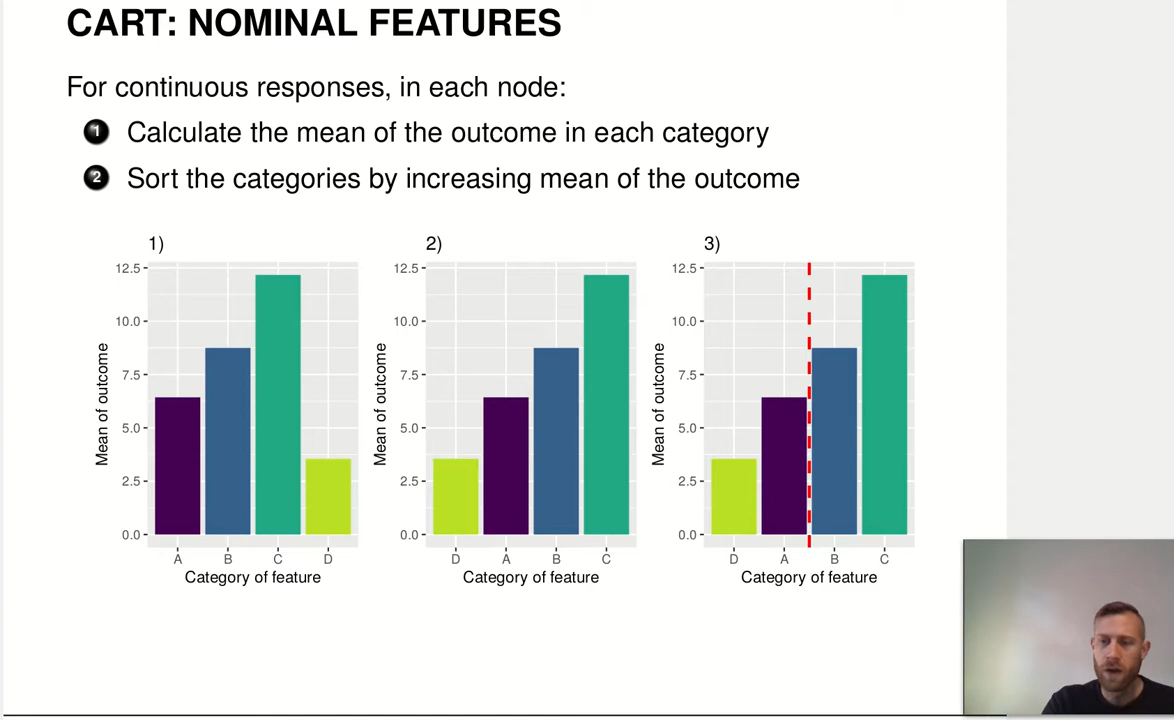 CART: NOMINAL FEATURES
For continuous responses, in each node:
1 Calculate the mean of the outcome in each category
2 Sort the categories by increasing mean of the outcome
1)
12.5
10.0
7.5
5.0
2.5
0.0
Mean of outcome
A B C D
Category of feature
2)
12.5
10.0
7.5
5.0
2.5
0.0
Mean of outcome
D A B C
Category of feature
3)
12.5
10.0
7.5
5.0
2.5
0.0
Mean of outcome
D A B C
Category of feature